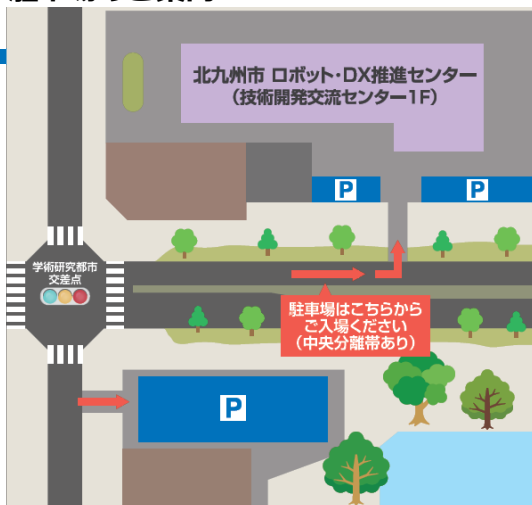 北九州市 ロボット・DX推進センター
（技術開発交流センター1F）
P
P
学術研究都市
交差点
駐車場はこちらから
ご入場ください
（中央分離帯あり）
P